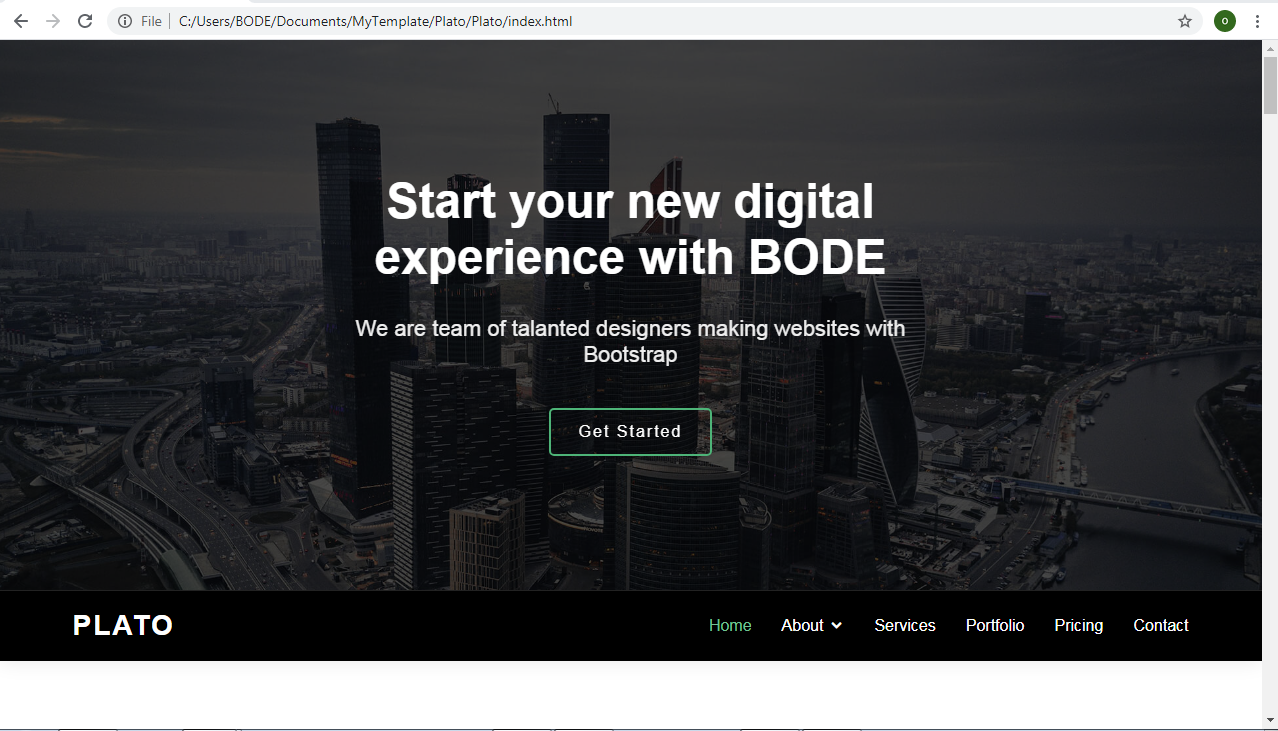 File
C:/Users/BODE/Documents/MyTemplate/Plato/Plato/index.html
o
Start your new digital
experience with BODE
We are team of talanted designers making websites with
Bootstrap
Get Started
PLATO
Home About Services Portfolio Pricing Contact